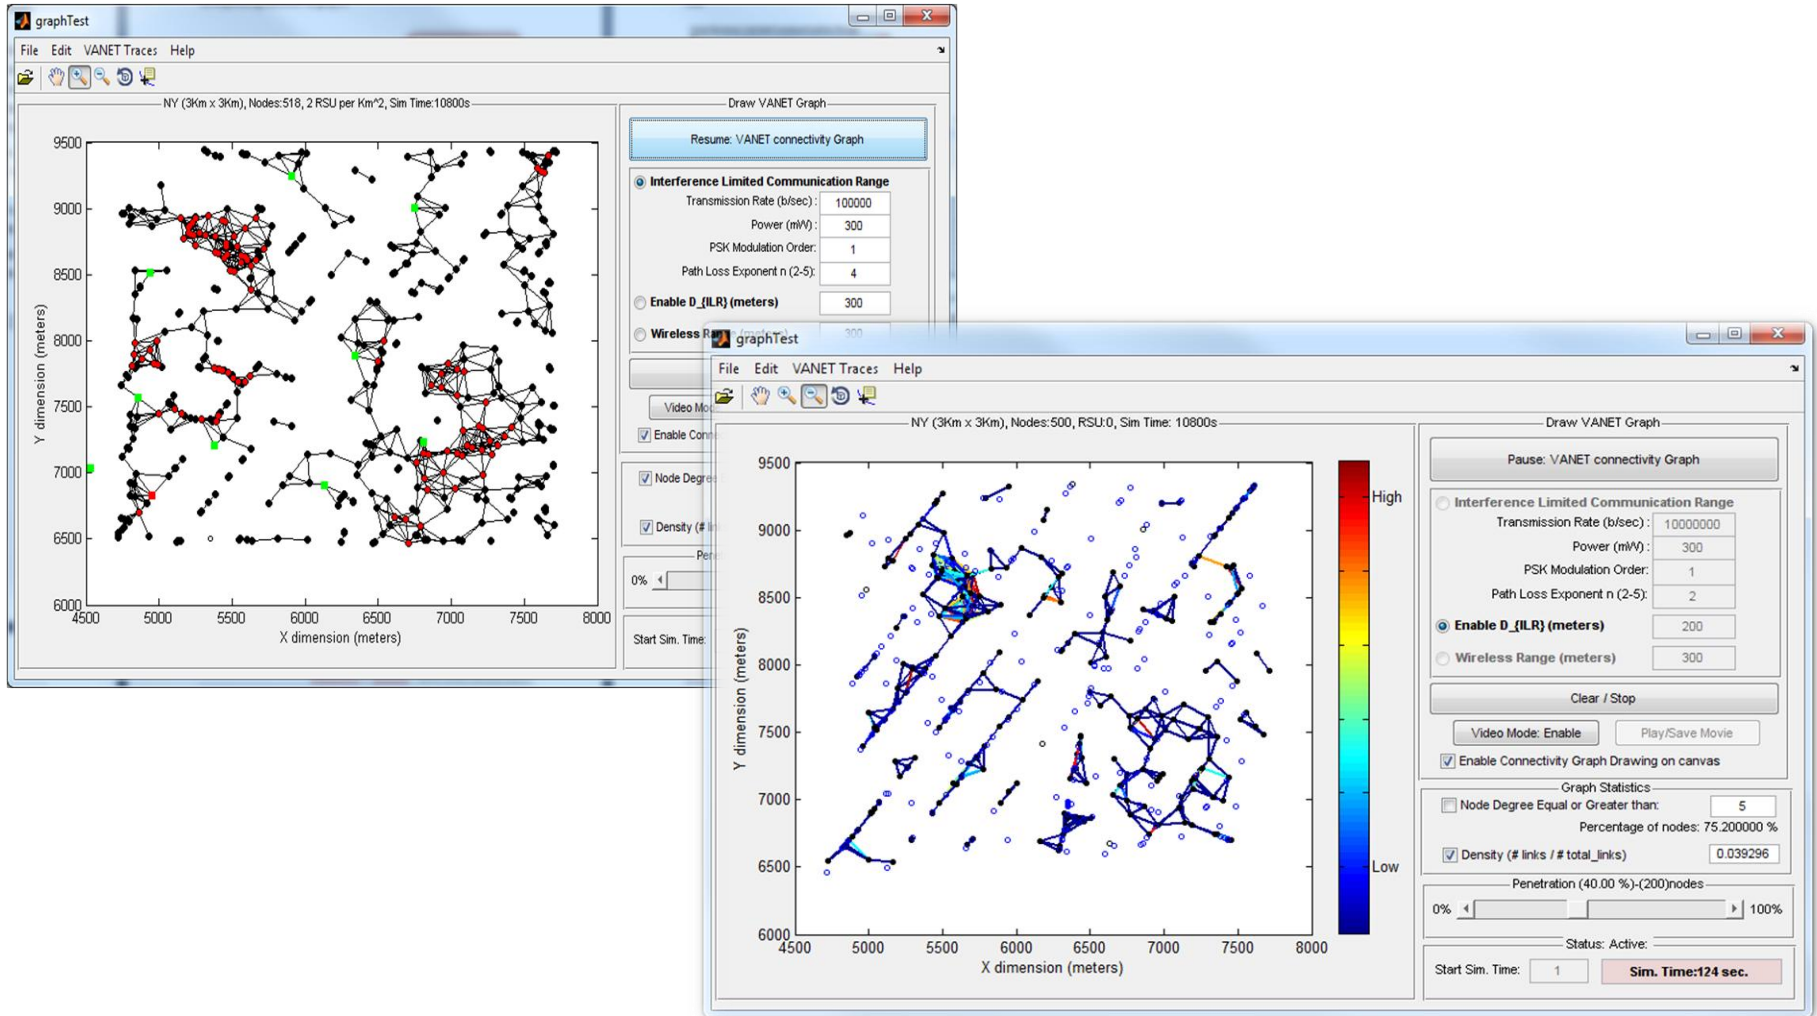 graphTest
File Edit VANET Traces Help
NY (3Km x 3Km), Nodes:518, 2 RSU per Km^2, Sim Time:10800s
9500
9000
8500
8000
7500
7000
6500
6000
4500 5000 5500 6000 6500 7000 7500 8000
Y dimension (meters)
X dimension (meters)
Draw VANET Graph
Resume: VANET connectivity Graph
Interference Limited Communication Range
Transmission Rate (b/sec) : 100000
Power (mW) : 300
PSK Modulation Order: 1
Path Loss Exponent n (2-5): 4
Enable D_{ILR} (meters) 300
Wireless Range (meters) 300
Video Mo
Enable Conn
Node Degre
Density (# lin
Pene
0%
Start Sim. Time:
graphTest
File Edit VANET Traces Help
NY (3Km x 3Km), Nodes:500, RSU:0, Sim Time: 10800s
9500
9000
8500
8000
7500
7000
6500
6000
4500 5000 5500 6000 6500 7000 7500 8000
Y dimension (meters)
X dimension (meters)
High
Low
Draw VANET Graph
Pause: VANET connectivity Graph
Interference Limited Communication Range
Transmission Rate (b/sec) : 10000000
Power (mW) : 300
PSK Modulation Order: 1
Path Loss Exponent n (2-5): 2
Enable D_{ILR} (meters) 200
Wireless Range (meters) 300
Clear / Stop
Video Mode: Enable Play/Save Movie
Enable Connectivity Graph Drawing on canvas
Graph Statistics
Node Degree Equal or Greater than: 5
Percentage of nodes: 75.200000 %
Density (# links / # total_links) 0.039296
Penetration (40.00 %)-(200)nodes
0% 100%
Status: Active:
Start Sim. Time: 1 Sim. Time:124 sec.